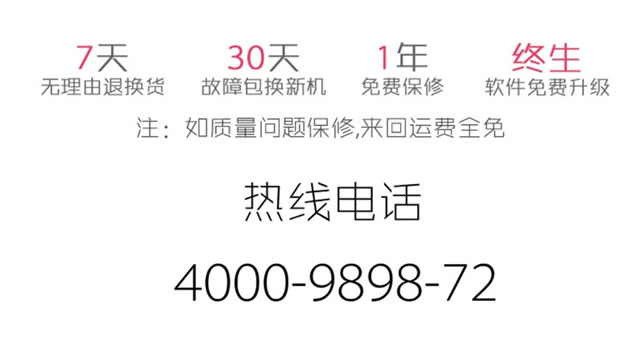 7天 30天 1年 终生
无理由退换货 故障包换新机 免费保修 软件免费升级
注：如质量问题保修,来回运费全免
热线电话
4000-9898-72